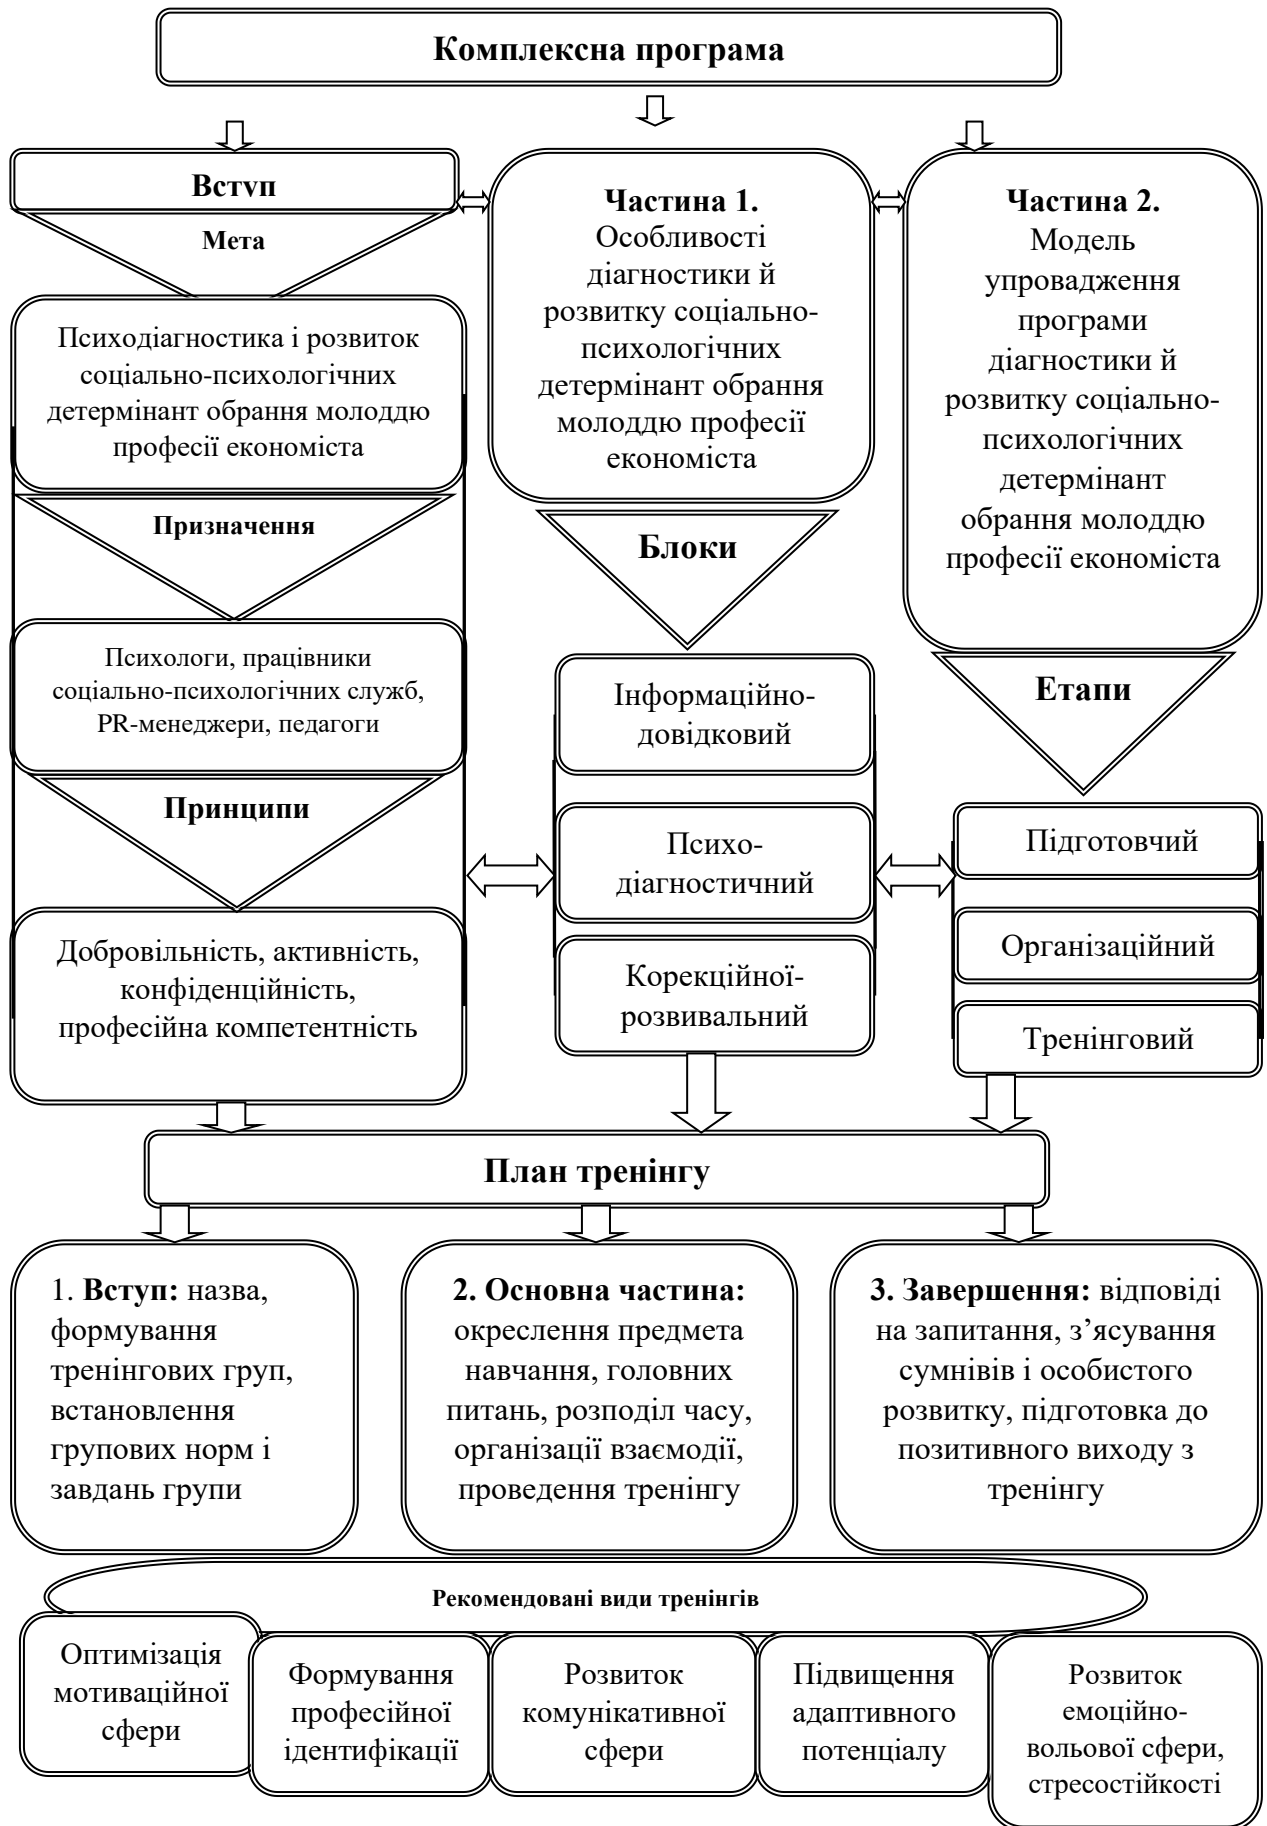 Комплексна програма
Вступ
Мета
Психодіагностика і розвиток
соціально-психологічних
детермінант обрання молоддю
професії економіста
Призначення
Психологи, працівники
соціально-психологічних служб,
PR-менеджери, педагоги
Принципи
Добровільність, активність,
конфіденційність,
професійна компетентність
Частина 1.
Особливості
діагностики й
розвитку соціально-
психологічних
детермінант обрання
молоддю професії
економіста
Блоки
Інформаційно-
довідковий
Психо-
діагностичний
Корекційної-
розвивальний
Частина 2.
Модель
упровадження
програми
діагностики й
розвитку соціально-
психологічних
детермінант
обрання молоддю
професії економіста
Етапи
Підготовчий
Організаційний
Тренінговий
План тренінгу
1. Вступ: назва,
формування
тренінгових груп,
встановлення
групових норм і
завдань групи
2. Основна частина:
окреслення предмета
навчання, головних
питань, розподіл часу,
організації взаємодії,
проведення тренінгу
3. Завершення: відповіді
на запитання, з’ясування
сумнівів і особистого
розвитку, підготовка до
позитивного виходу з
тренінгу
Рекомендовані види тренінгів
Оптимізація
мотиваційної
сфери
Формування
професійної
ідентифікації
Розвиток
комунікативної
сфери
Підвищення
адаптивного
потенціалу
Розвиток
емоційно-
вольової сфери,
стресостійкості